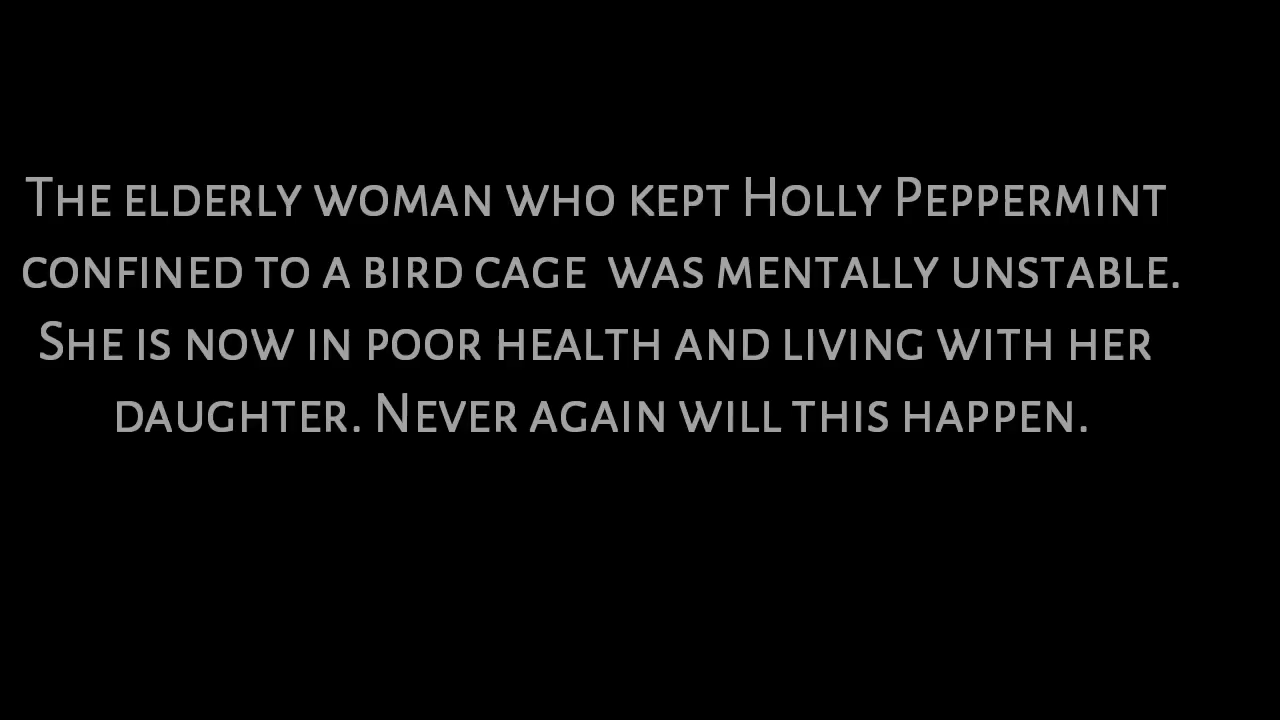 The elderly woman who kept Holly Peppermint
confined to a bird cage  was mentally unstable.
She is now in poor health and living with her
daughter. Never again will this happen.